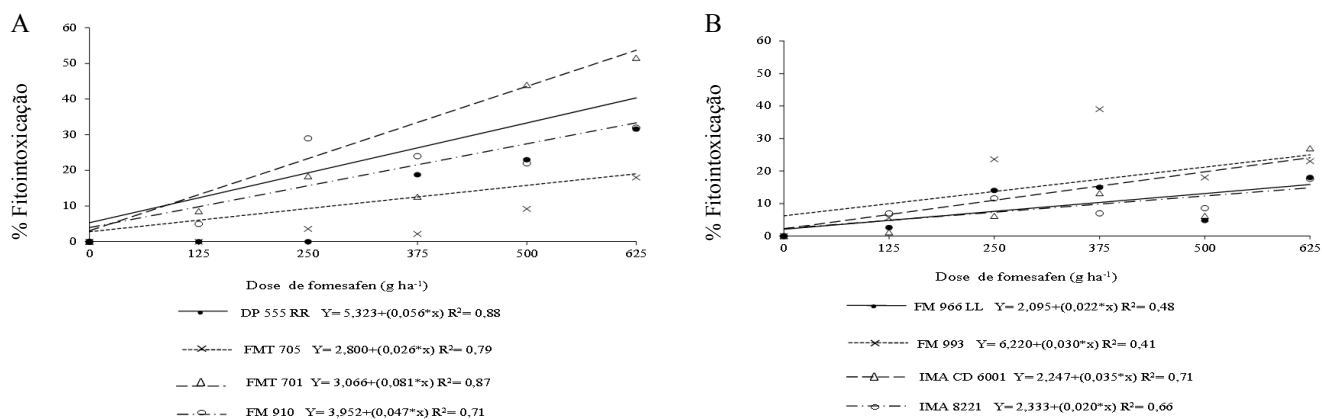 A
% Fitointoxicação
60
50
40
30
20
10
0
0 125 250 375 500 625
Dose de fomesafen (g ha⁻¹)
DP 555 RR Y= 5,323+(0,056*x) R²= 0,88
FMT 705 Y= 2,800+(0,026*x) R²= 0,79
FMT 701 Y= 3,066+(0,081*x) R²= 0,87
FM 910 Y= 3,952+(0,047*x) R²= 0,71
B
% Fitointoxicação
60
50
40
30
20
10
0
0 125 250 375 500 625
Dose de fomesafen (g ha⁻¹)
FM 966 LL Y= 2,095+(0,022*x) R²= 0,48
FM 993 Y= 6,220+(0,030*x) R²= 0,41
IMA CD 6001 Y= 2,247+(0,035*x) R²= 0,71
IMA 8221 Y= 2,333+(0,020*x) R²= 0,66